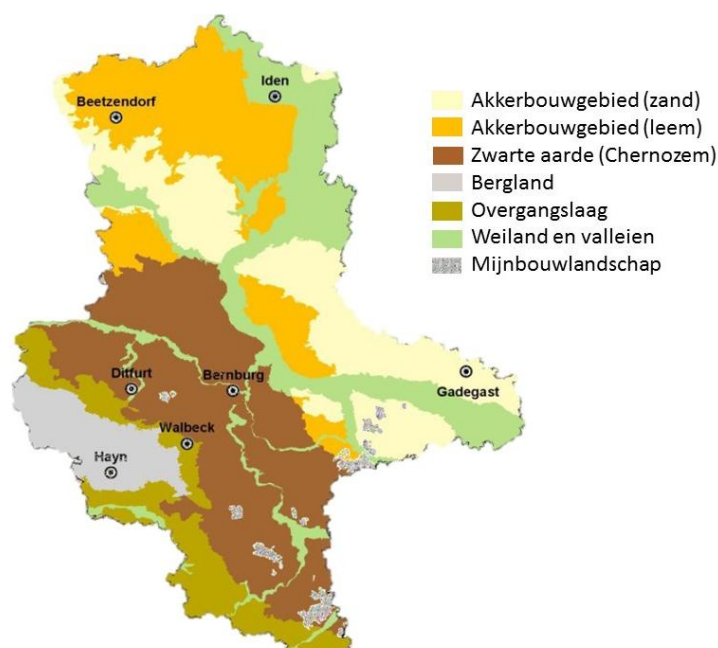 Iden
Beetzendorf
Ditfurt
Bernburg
Gadegast
Walbeck
Hayn
Akkerbouwgebied (zand)
Akkerbouwgebied (leem)
Zwarte aarde (Chernozem)
Bergland
Overgangslaag
Weiland en valleien
Mijnbouwlandschap